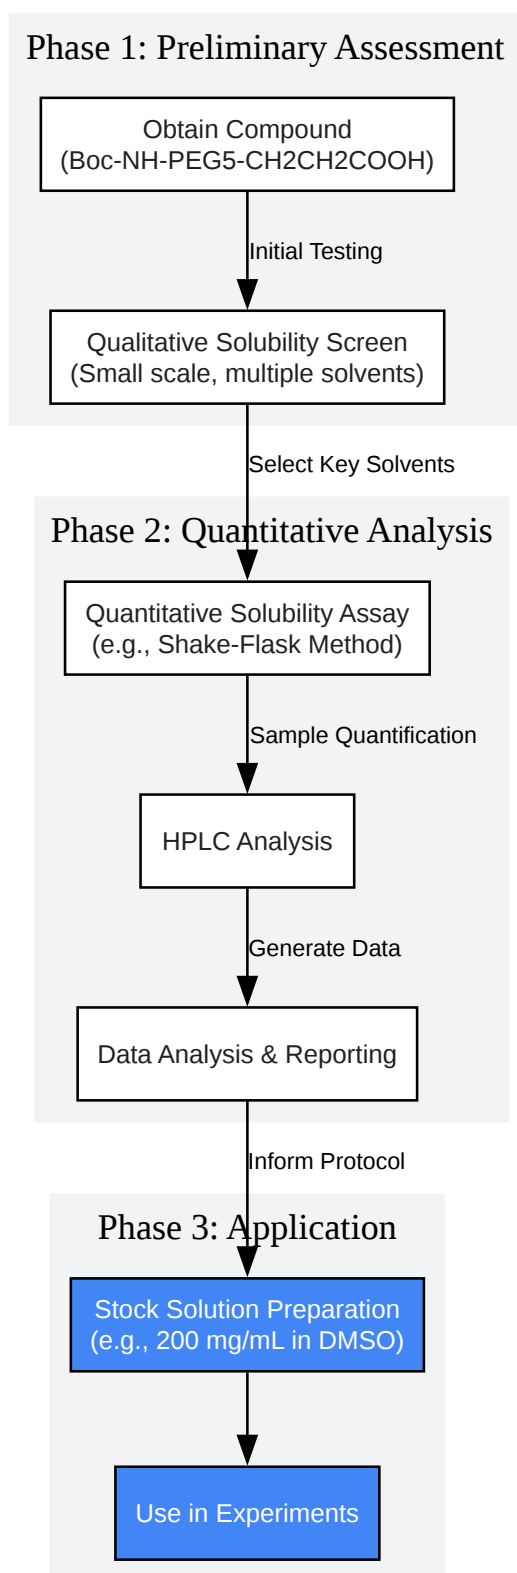 Phase 1: Preliminary Assessment
Obtain Compound
(Boc-NH-PEG5-CH2CH2COOH)
Initial Testing
Qualitative Solubility Screen
(Small scale, multiple solvents)
Select Key Solvents
Phase 2: Quantitative Analysis
Quantitative Solubility Assay
(e.g., Shake-Flask Method)
Sample Quantification
HPLC Analysis
Generate Data
Data Analysis & Reporting
Inform Protocol
Phase 3: Application
Stock Solution Preparation
(e.g., 200 mg/mL in DMSO)
Use in Experiments